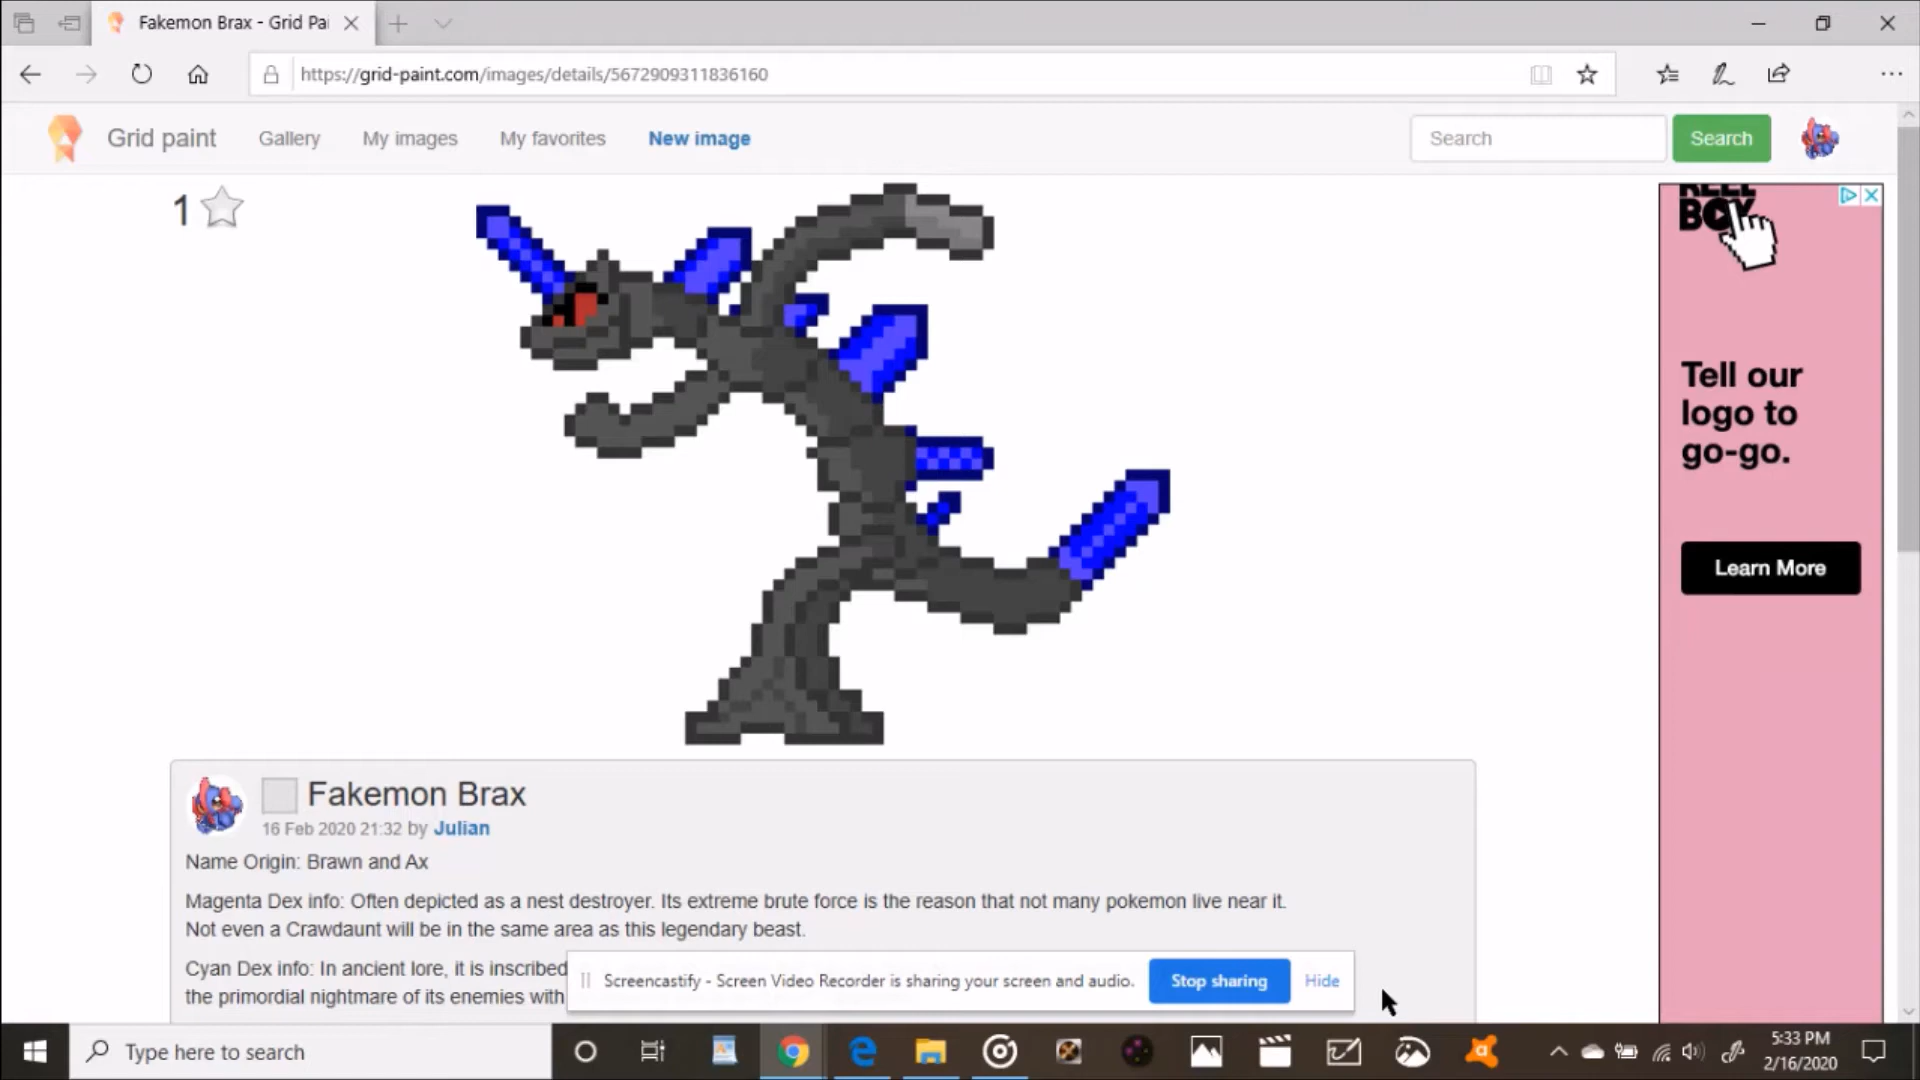 Fakemon Brax - Grid Pai
https://grid-paint.com/images/details/5672909311836160
Grid paint
Gallery
My images
My favorites
New image
Search
Search
1
REEL
BOX
Tell our
logo to
go-go.
Learn More
Fakemon Brax
16 Feb 2020 21:32 by Julian
Name Origin: Brawn and Ax
Magenta Dex info: Often depicted as a nest destroyer. Its extreme brute force is the reason that not many pokemon live near it.
Not even a Crawdaunt will be in the same area as this legendary beast.
Cyan Dex info: In ancient lore, it is inscribed
the primordial nightmare of its enemies with
Screencastify - Screen Video Recorder is sharing your screen and audio.
Stop sharing
Hide
Type here to search
5:33 PM
2/16/2020